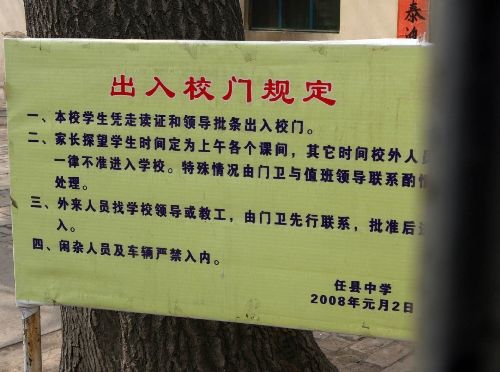 泰
出入校门规定
一、本校学生凭走读证和领导批条出入校门。
二、家长探望学生时间定为上午各个课间，其它时间校外人员
一律不准进入学校。特殊情况由门卫与值班领导联系酌情
处理。
三、外来人员找学校领导或教工，由门卫先行联系，批准后
入。
四、闲杂人员及车辆严禁入内。
任县中学
2008年元月2